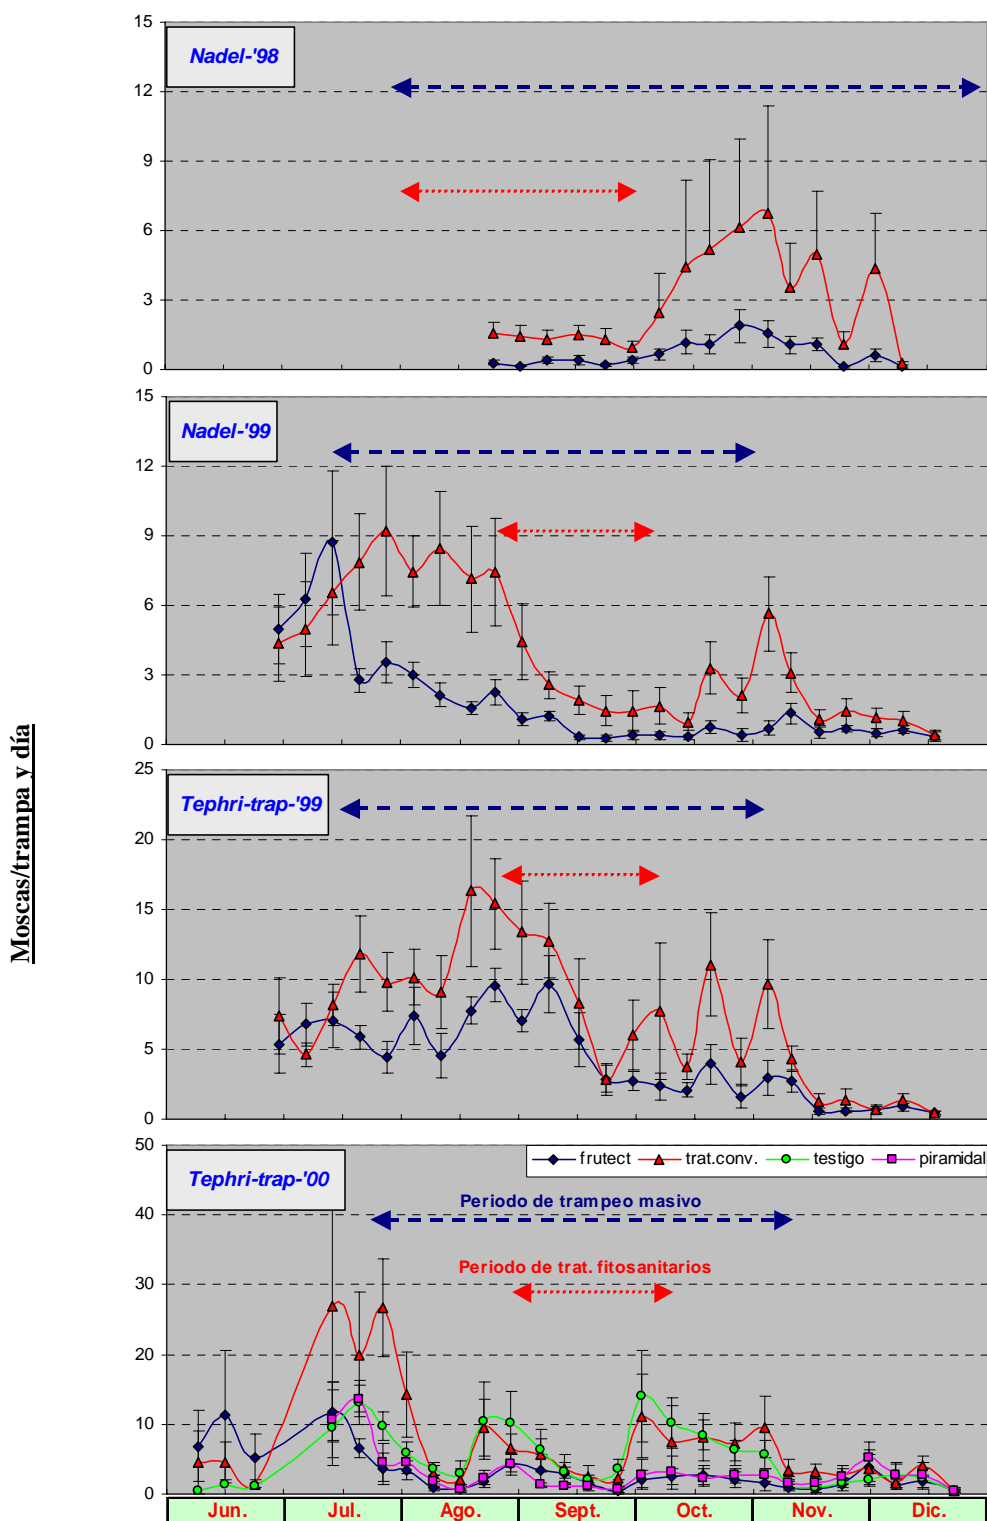 Moscas/trampa y día
Nadel-'98
15
12
9
6
3
0
Nadel-'99
15
12
9
6
3
0
Tephri-trap-'99
25
20
15
10
5
0
Tephri-trap-'00
frutect trat.conv. testigo piramidal
Periodo de trampeo masivo
Periodo de trat. fitosanitarios
50
40
30
20
10
0
Jun. Jul. Ago. Sept. Oct. Nov. Dic.